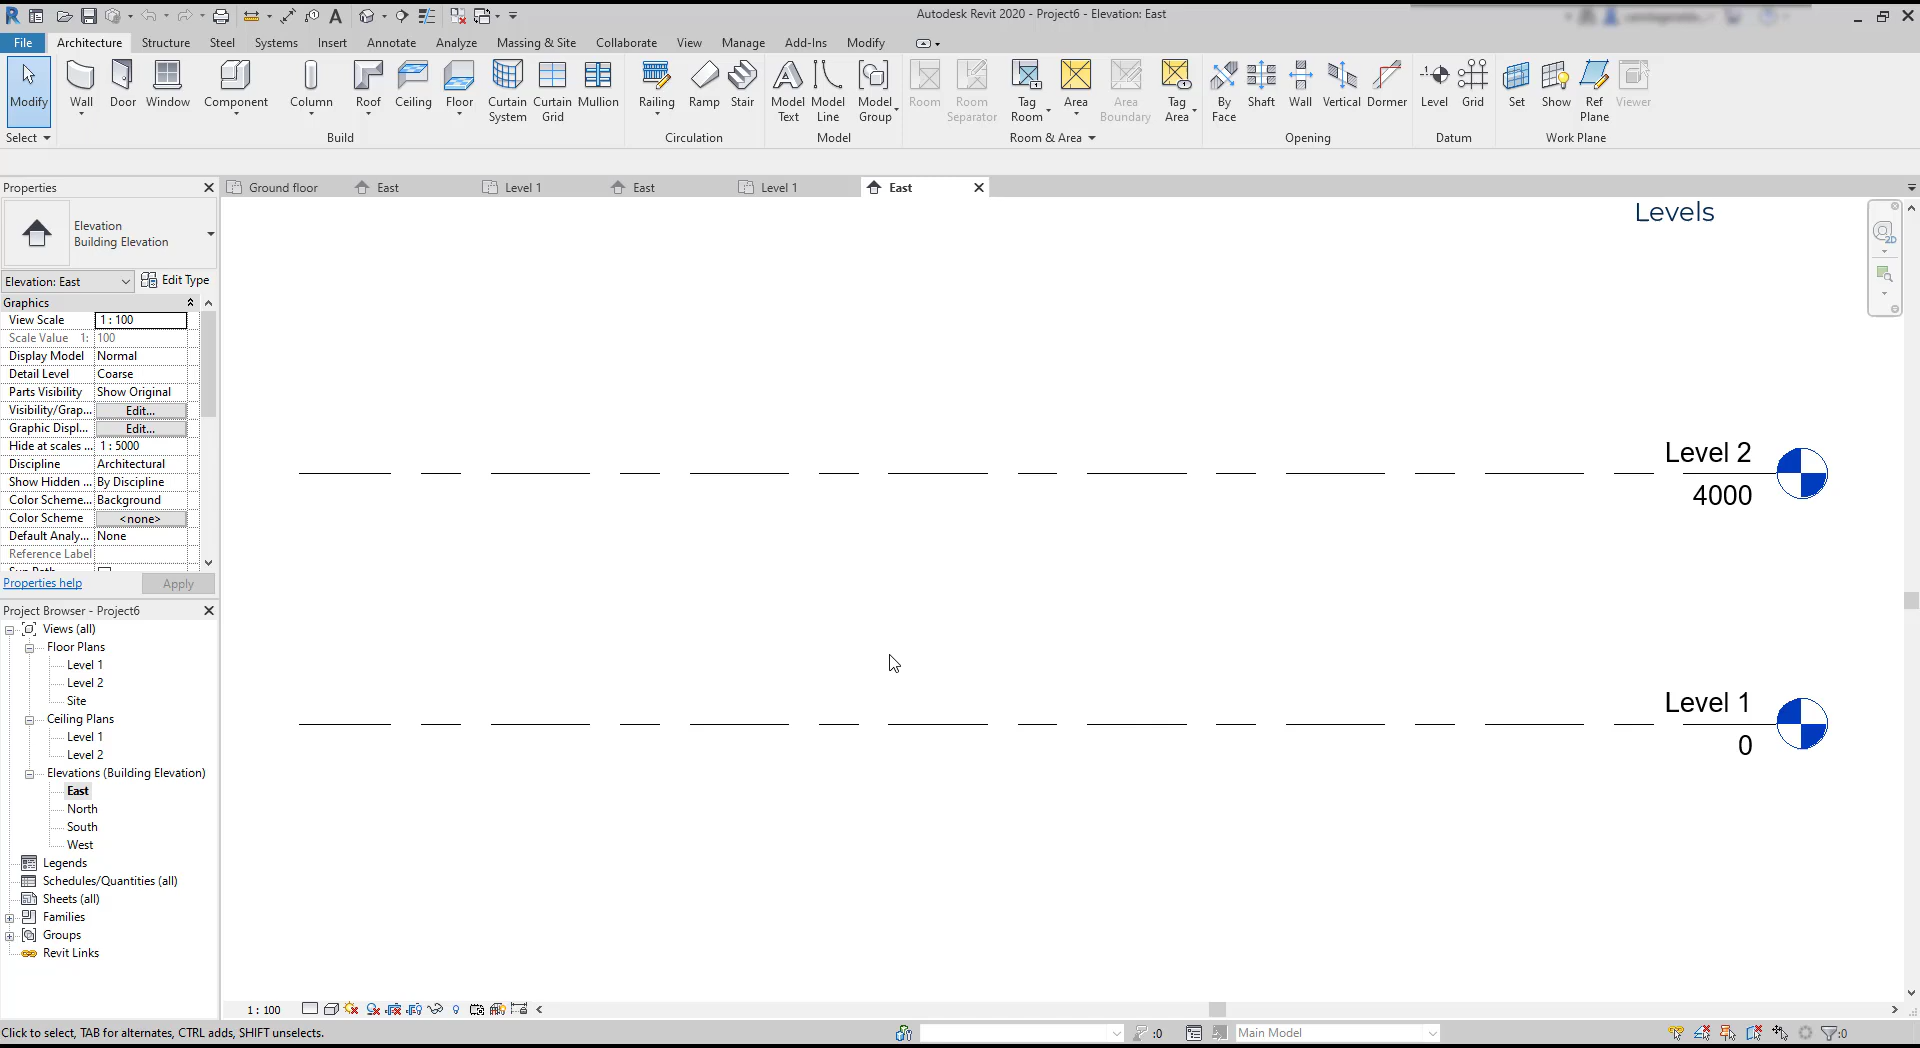 Autodesk Revit 2020 - Project6 - Elevation: East
File Architecture Structure Steel Systems Insert Annotate Analyze Massing & Site Collaborate View Manage Add-Ins Modify
Modify Wall Door Window Component Column Roof Ceiling Floor Curtain System Curtain Grid Mullion Railing Ramp Stair Model Text Model Line Model Group Room Room Separator Tag Room Area Area Boundary Tag Area By Face Shaft Wall Vertical Dormer Level Grid Set Show Ref Plane Viewer
Select Build Circulation Model Room & Area Opening Datum Work Plane
Properties
Ground floor East Level 1 East Level 1 East
Levels
Elevation
Building Elevation
Elevation: East Edit Type
Graphics
View Scale 1 : 100
Scale Value 1: 100
Display Model Normal
Detail Level Coarse
Parts Visibility Show Original
Visibility/Grap... Edit...
Graphic Displ... Edit...
Hide at scales ... 1 : 5000
Discipline Architectural
Show Hidden ... By Discipline
Color Scheme... Background
Color Scheme <none>
Default Analy... None
Reference Label
Properties help Apply
Level 2
4000
Level 1
0
Project Browser - Project6
Views (all)
Floor Plans
Level 1
Level 2
Site
Ceiling Plans
Level 1
Level 2
Elevations (Building Elevation)
East
North
South
West
Legends
Schedules/Quantities (all)
Sheets (all)
Families
Groups
Revit Links
1 : 100
Click to select, TAB for alternates, CTRL adds, SHIFT unselects.
:0
Main Model
:0